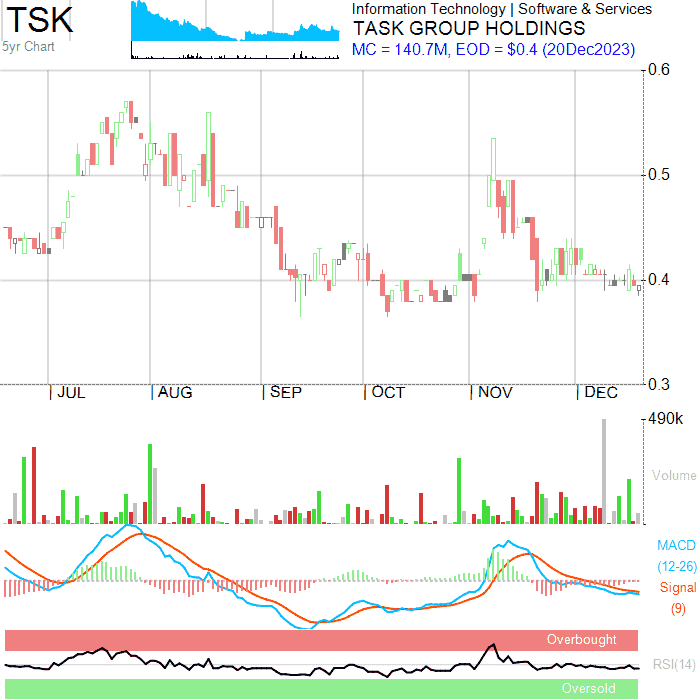 TSK
5yr Chart
Information Technology | Software & Services
TASK GROUP HOLDINGS
MC = 140.7M, EOD = $0.4 (20Dec2023)
0.6
0.5
0.4
0.3
JUL
AUG
SEP
OCT
NOV
DEC
490k
Volume
MACD
(12-26)
Signal
(9)
Overbought
RSI(14)
Oversold